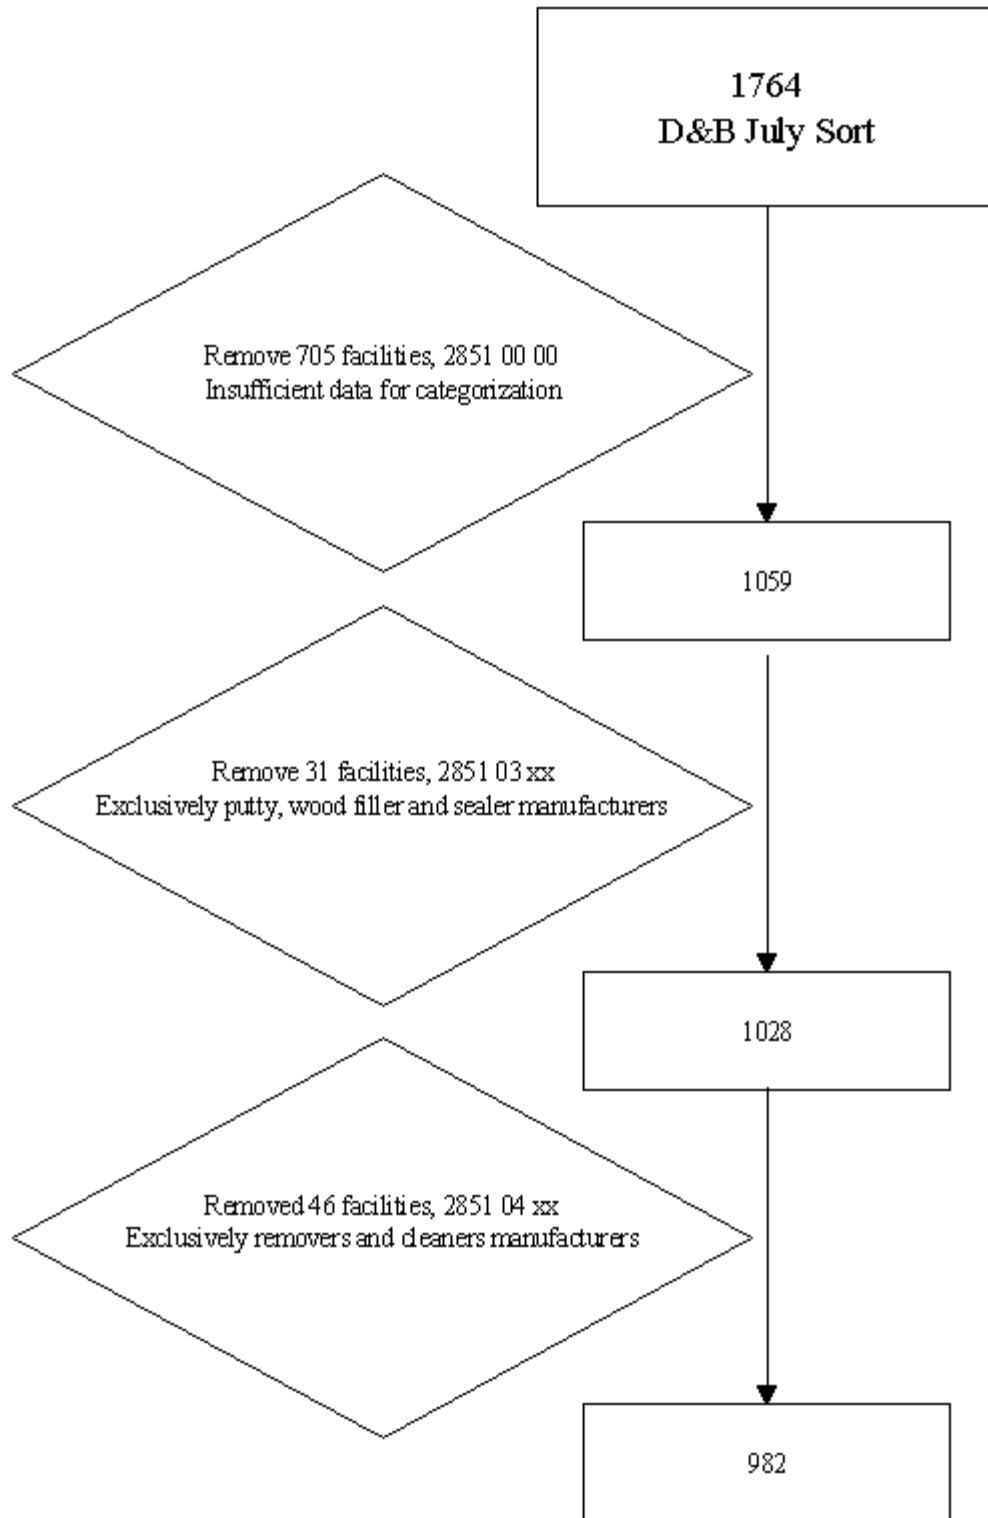 1764
D&B July Sort
Remove 705 facilities, 2851 00 00
Insufficient data for categorization
1059
Remove 31 facilities, 2851 03 xx
Exclusively putty, wood filler and sealer manufacturers
1028
Removed 46 facilities, 2851 04 xx
Exclusively removers and cleaners manufacturers
982